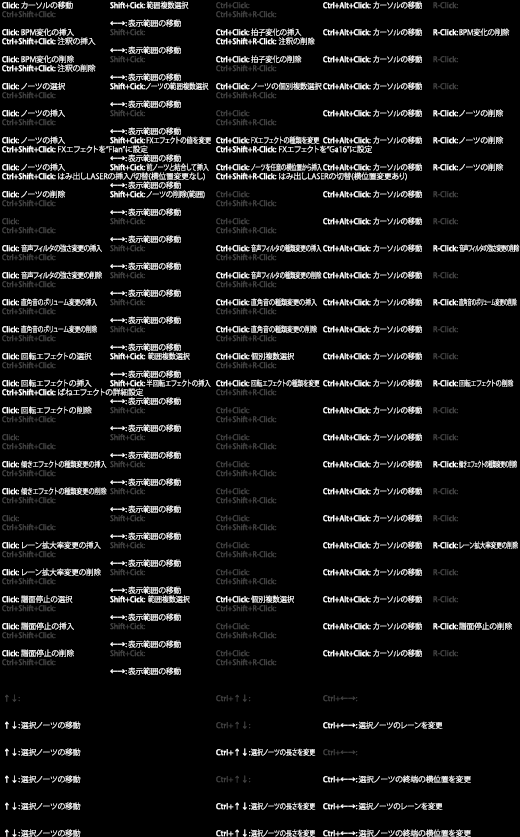 Click: カーソルの移動 Shift+Click: 範囲複数選択 Ctrl+Click: Ctrl+Alt+Click: カーソルの移動 R-Click:
Ctrl+Shift+Click: Ctrl+Shift+R-Click:
←→: 表示範囲の移動
Click: BPM変化の挿入 Shift+Click: Ctrl+Click: 拍子変化の挿入 Ctrl+Alt+Click: カーソルの移動 R-Click: BPM変化の削除
Ctrl+Shift+Click: 注釈の挿入 Ctrl+Shift+R-Click: 注釈の削除
←→: 表示範囲の移動
Click: BPM変化の削除 Shift+Click: Ctrl+Click: 拍子変化の削除 Ctrl+Alt+Click: カーソルの移動 R-Click:
Ctrl+Shift+Click: 注釈の削除 Ctrl+Shift+R-Click:
←→: 表示範囲の移動
Click: ノーツの選択 Shift+Click: ノーツの範囲複数選択 Ctrl+Click: ノーツの個別複数選択 Ctrl+Alt+Click: カーソルの移動 R-Click:
Ctrl+Shift+Click: Ctrl+Shift+R-Click:
←→: 表示範囲の移動
Click: ノーツの挿入 Shift+Click: Ctrl+Click: Ctrl+Alt+Click: カーソルの移動 R-Click: ノーツの削除
Ctrl+Shift+Click: Ctrl+Shift+R-Click:
←→: 表示範囲の移動
Click: ノーツの挿入 Shift+Click: FXエフェクトの値を変更 Ctrl+Click: FXエフェクトの種類を変更 Ctrl+Alt+Click: カーソルの移動 R-Click: ノーツの削除
Ctrl+Shift+Click: FXエフェクトを"Flan"に設定 Ctrl+Shift+R-Click: FXエフェクトを"Ga16"に設定
←→: 表示範囲の移動
Click: ノーツの挿入 Shift+Click: 前ノーツと結合して挿入 Ctrl+Click: ノーツを任意の横位置から挿入 Ctrl+Alt+Click: カーソルの移動 R-Click: ノーツの削除
Ctrl+Shift+Click: はみ出しLASERの挿入/切替(横位置変更なし) Ctrl+Shift+R-Click: はみ出しLASERの切替(横位置変更あり)
←→: 表示範囲の移動
Click: ノーツの削除 Shift+Click: ノーツの削除(範囲) Ctrl+Click: Ctrl+Alt+Click: カーソルの移動 R-Click:
Ctrl+Shift+Click: Ctrl+Shift+R-Click:
←→: 表示範囲の移動
Click: Shift+Click: Ctrl+Click: Ctrl+Alt+Click: カーソルの移動 R-Click:
Ctrl+Shift+Click: Ctrl+Shift+R-Click:
←→: 表示範囲の移動
Click: 音声フィルタの強さ変更の挿入 Shift+Click: Ctrl+Click: 音声フィルタの種類変更の挿入 Ctrl+Alt+Click: カーソルの移動 R-Click: 音声フィルタの強さ変更の削除
Ctrl+Shift+Click: Ctrl+Shift+R-Click:
←→: 表示範囲の移動
Click: 音声フィルタの強さ変更の削除 Shift+Click: Ctrl+Click: 音声フィルタの種類変更の削除 Ctrl+Alt+Click: カーソルの移動 R-Click:
Ctrl+Shift+Click: Ctrl+Shift+R-Click:
←→: 表示範囲の移動
Click: 直角音のボリューム変更の挿入 Shift+Click: Ctrl+Click: 直角音の種類変更の挿入 Ctrl+Alt+Click: カーソルの移動 R-Click: 直角音のボリューム変更の削除
Ctrl+Shift+Click: Ctrl+Shift+R-Click:
←→: 表示範囲の移動
Click: 直角音のボリューム変更の削除 Shift+Click: Ctrl+Click: 直角音の種類変更の削除 Ctrl+Alt+Click: カーソルの移動 R-Click:
Ctrl+Shift+Click: Ctrl+Shift+R-Click:
←→: 表示範囲の移動
Click: 回転エフェクトの選択 Shift+Click: 範囲複数選択 Ctrl+Click: 個別複数選択 Ctrl+Alt+Click: カーソルの移動 R-Click:
Ctrl+Shift+Click: Ctrl+Shift+R-Click:
←→: 表示範囲の移動
Click: 回転エフェクトの挿入 Shift+Click: 半回転エフェクトの挿入 Ctrl+Click: 回転エフェクトの種類を変更 Ctrl+Alt+Click: カーソルの移動 R-Click: 回転エフェクトの削除
Ctrl+Shift+Click: ばねエフェクトの詳細設定 Ctrl+Shift+R-Click:
←→: 表示範囲の移動
Click: 回転エフェクトの削除 Shift+Click: Ctrl+Click: Ctrl+Alt+Click: カーソルの移動 R-Click:
Ctrl+Shift+Click: Ctrl+Shift+R-Click:
←→: 表示範囲の移動
Click: Shift+Click: Ctrl+Click: Ctrl+Alt+Click: カーソルの移動 R-Click:
Ctrl+Shift+Click: Ctrl+Shift+R-Click:
←→: 表示範囲の移動
Click: 傾きエフェクトの種類変更の挿入 Shift+Click: Ctrl+Click: Ctrl+Alt+Click: カーソルの移動 R-Click: 傾きエフェクトの種類変更の削除
Ctrl+Shift+Click: Ctrl+Shift+R-Click:
←→: 表示範囲の移動
Click: 傾きエフェクトの種類変更の削除 Shift+Click: Ctrl+Click: Ctrl+Alt+Click: カーソルの移動 R-Click:
Ctrl+Shift+Click: Ctrl+Shift+R-Click:
←→: 表示範囲の移動
Click: Shift+Click: Ctrl+Click: Ctrl+Alt+Click: カーソルの移動 R-Click:
Ctrl+Shift+Click: Ctrl+Shift+R-Click:
←→: 表示範囲の移動
Click: レーン拡大率変更の挿入 Shift+Click: Ctrl+Click: Ctrl+Alt+Click: カーソルの移動 R-Click: レーン拡大率変更の削除
Ctrl+Shift+Click: Ctrl+Shift+R-Click:
←→: 表示範囲の移動
Click: レーン拡大率変更の削除 Shift+Click: Ctrl+Click: Ctrl+Alt+Click: カーソルの移動 R-Click:
Ctrl+Shift+Click: Ctrl+Shift+R-Click:
←→: 表示範囲の移動
Click: 譜面停止の選択 Shift+Click: 範囲複数選択 Ctrl+Click: 個別複数選択 Ctrl+Alt+Click: カーソルの移動 R-Click:
Ctrl+Shift+Click: Ctrl+Shift+R-Click:
←→: 表示範囲の移動
Click: 譜面停止の挿入 Shift+Click: Ctrl+Click: Ctrl+Alt+Click: カーソルの移動 R-Click: 譜面停止の削除
Ctrl+Shift+Click: Ctrl+Shift+R-Click:
←→: 表示範囲の移動
Click: 譜面停止の削除 Shift+Click: Ctrl+Click: Ctrl+Alt+Click: カーソルの移動 R-Click:
Ctrl+Shift+Click: Ctrl+Shift+R-Click:
←→: 表示範囲の移動
↑↓: Ctrl+↑↓: Ctrl+←→:
↑↓: 選択ノーツの移動 Ctrl+↑↓: Ctrl+←→: 選択ノーツのレーンを変更
↑↓: 選択ノーツの移動 Ctrl+↑↓: 選択ノーツの長さを変更 Ctrl+←→:
↑↓: 選択ノーツの移動 Ctrl+↑↓: Ctrl+←→: 選択ノーツの終端の横位置を変更
↑↓: 選択ノーツの移動 Ctrl+↑↓: 選択ノーツの長さを変更 Ctrl+←→: 選択ノーツのレーンを変更
↑↓: 選択ノーツの移動 Ctrl+↑↓: 選択ノーツの長さを変更 Ctrl+←→: 選択ノーツの終端の横位置を変更